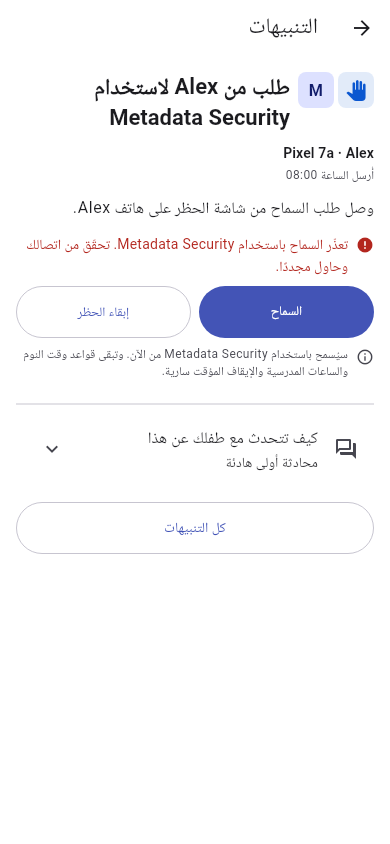 التنبيهات
M
طلب من Alex لاستخدام
Metadata Security
Pixel 7a · Alex
أُرسل الساعة 08:00
وصل طلب السماح من شاشة الحظر على هاتف Alex.
تعذّر السماح باستخدام Metadata Security. تحقّق من اتصالك
وحاول مجددًا.
السماح
إبقاء الحظر
سيُسمح باستخدام Metadata Security من الآن. وتبقى قواعد وقت النوم
والساعات المدرسية والإيقاف المؤقت سارية.
كيف تتحدث مع طفلك عن هذا
محادثة أولى هادئة
كل التنبيهات